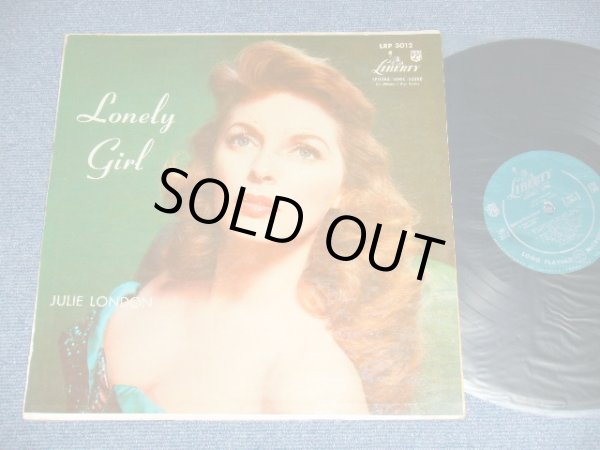 LRP 3012
LIBERTY
Lonely
Girl
SOLD OUT
JULIE LONDON
LIBERTY
LONG PLAYING